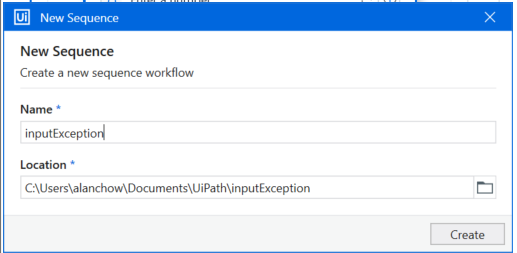 Ui New Sequence
New Sequence
Create a new sequence workflow
Name *
inputException
Location *
C:\Users\alanchow\Documents\UiPath\inputException
Create